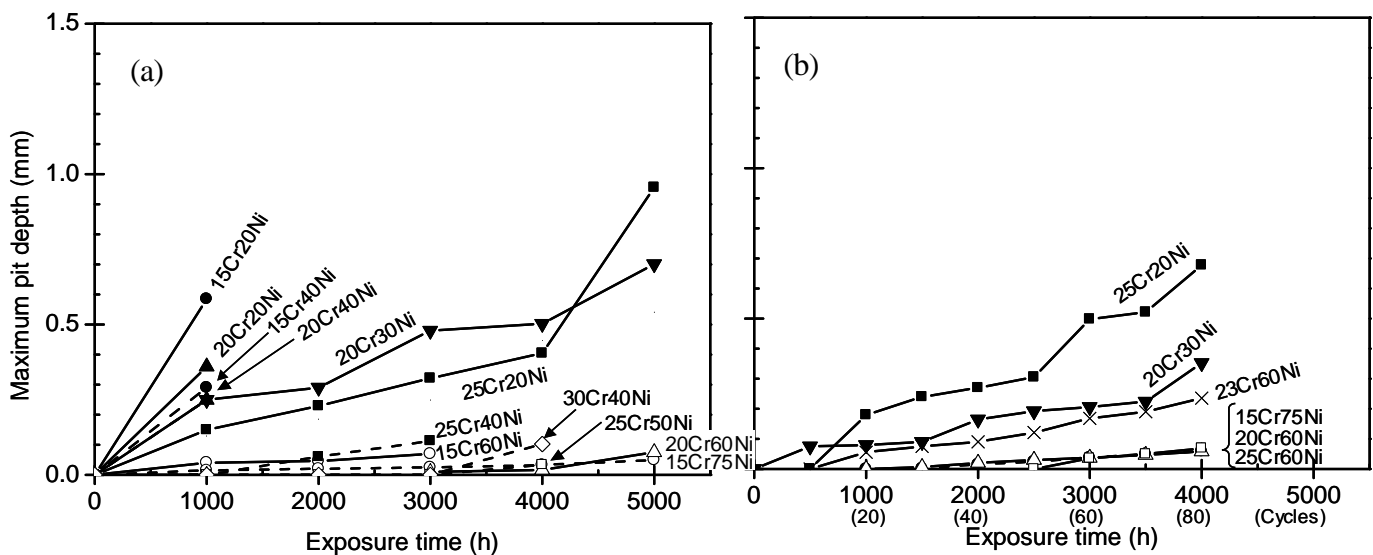 1.5
1.0
0.5
0.0
Maximum pit depth (mm)
(a)
15Cr20Ni
20Cr20Ni
15Cr40Ni
20Cr40Ni
20Cr30Ni
25Cr20Ni
25Cr40Ni
15Cr60Ni
30Cr40Ni
25Cr50Ni
20Cr60Ni
15Cr75Ni
0 1000 2000 3000 4000 5000
Exposure time (h)
(b)
25Cr20Ni
20Cr30Ni
23Cr60Ni
15Cr75Ni
20Cr60Ni
25Cr60Ni
0 1000 2000 3000 4000 5000
(20) (40) (60) (80) (Cycles)
Exposure time (h)